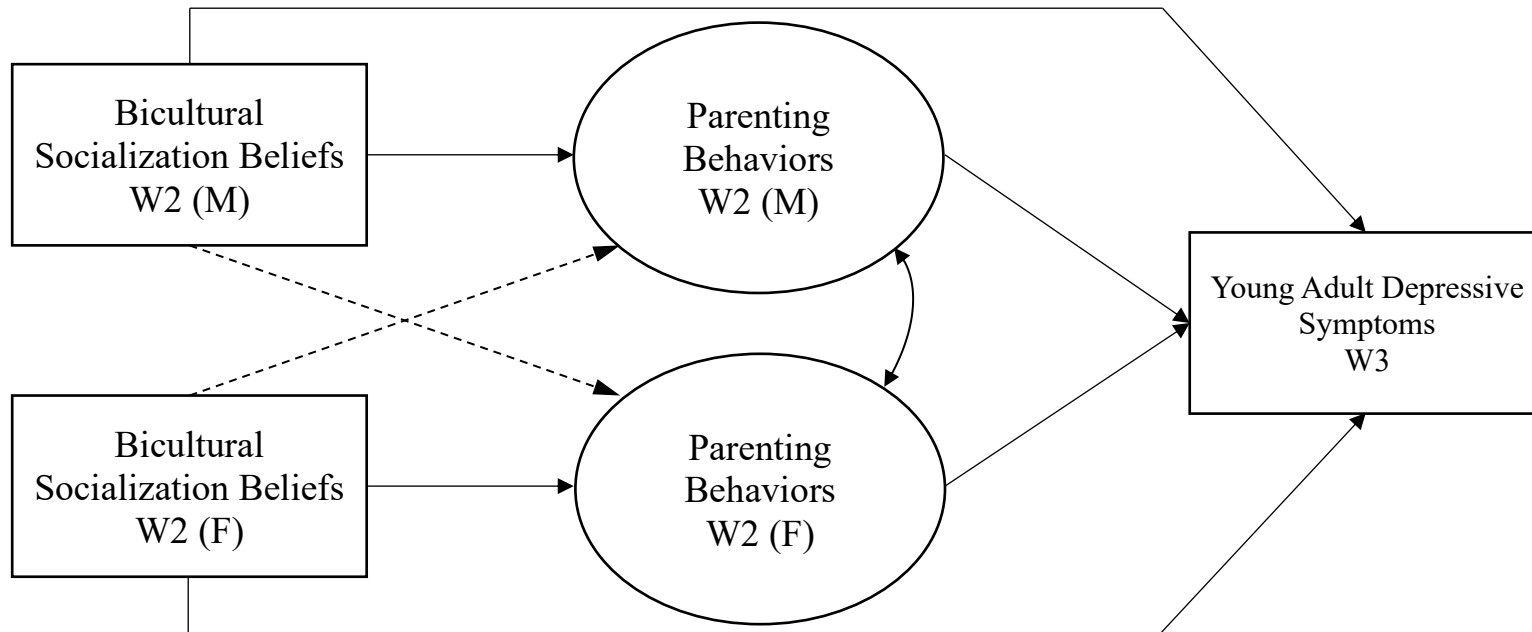 Bicultural
Socialization Beliefs
W2 (M)
Parenting
Behaviors
W2 (M)
Young Adult Depressive
Symptoms
W3
Bicultural
Socialization Beliefs
W2 (F)
Parenting
Behaviors
W2 (F)